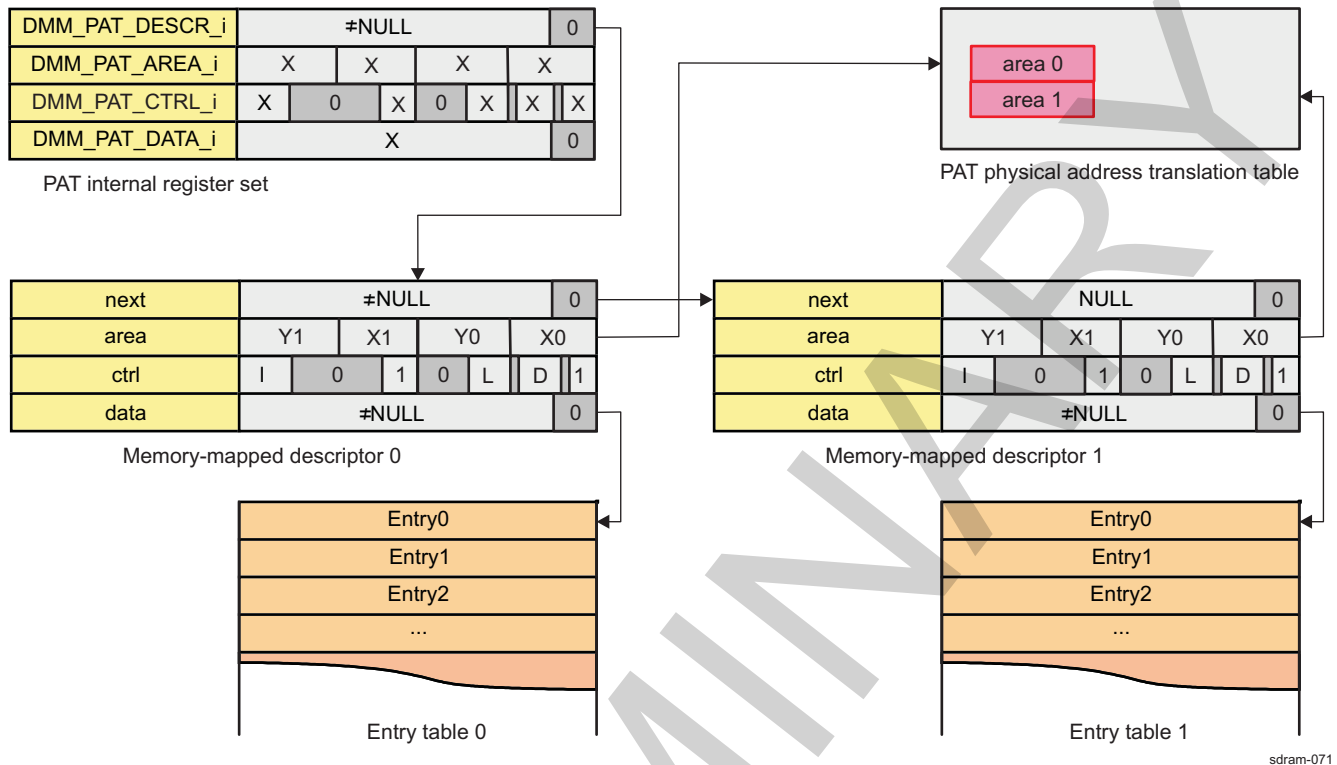 DMM_PAT_DESCR_i ≠NULL 0
DMM_PAT_AREA_i X X X X
DMM_PAT_CTRL_i X 0 X 0 X X X
DMM_PAT_DATA_i X 0
PAT internal register set
area 0
area 1
PAT physical address translation table
next ≠NULL 0
area Y1 X1 Y0 X0
ctrl I 0 1 0 L D 1
data ≠NULL 0
Memory-mapped descriptor 0
next NULL 0
area Y1 X1 Y0 X0
ctrl I 0 1 0 L D 1
data ≠NULL 0
Memory-mapped descriptor 1
Entry0
Entry1
Entry2
...
Entry table 0
Entry0
Entry1
Entry2
...
Entry table 1
sdram-071
MINARY